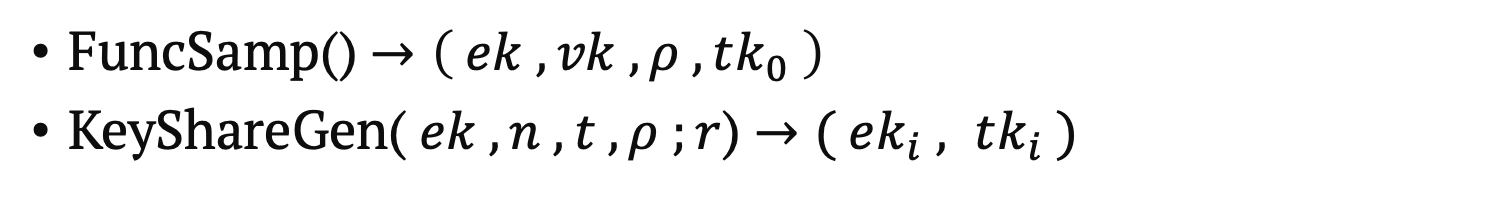 • FuncSamp() → ( ek , vk , ρ , tk₀ )
• KeyShareGen( ek , n , t , ρ ; r) → ( ekᵢ , tkᵢ )